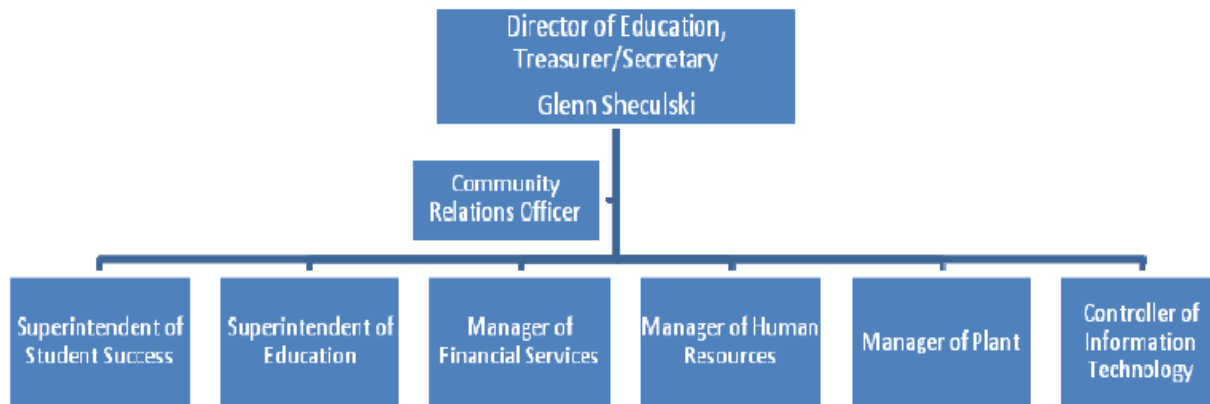 Director of Education,
Treasurer/Secretary
Glenn Sheculski
Community
Relations Officer
Superintendent of
Student Success
Superintendent of
Education
Manager of
Financial Services
Manager of Human
Resources
Manager of Plant
Controller of
Information
Technology